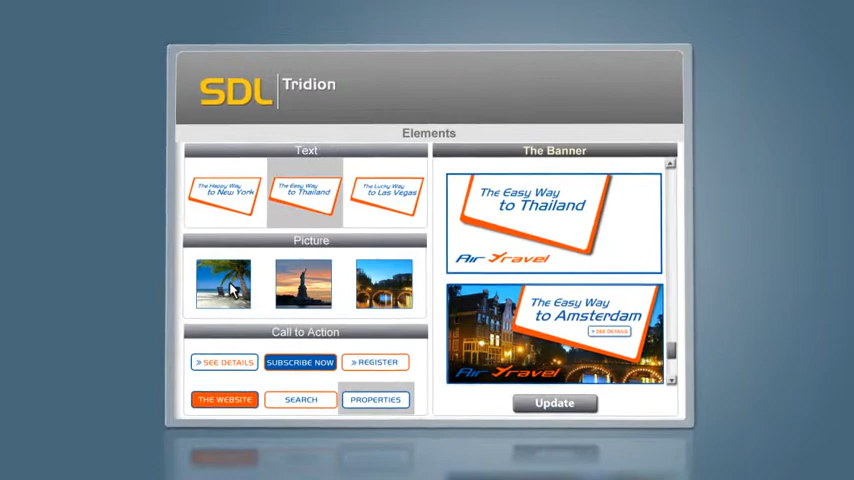 SDL Tridion
Elements
Text
The Happy Way
to New York
The Easy Way
to Thailand
The Lucky Way
to Las Vegas
Picture
Call to Action
» SEE DETAILS
SUBSCRIBE NOW
» REGISTER
THE WEBSITE
SEARCH
PROPERTIES
The Banner
The Easy Way
to Thailand
Air Travel
The Easy Way
to Amsterdam
» SEE DETAILS
Air Travel
Update